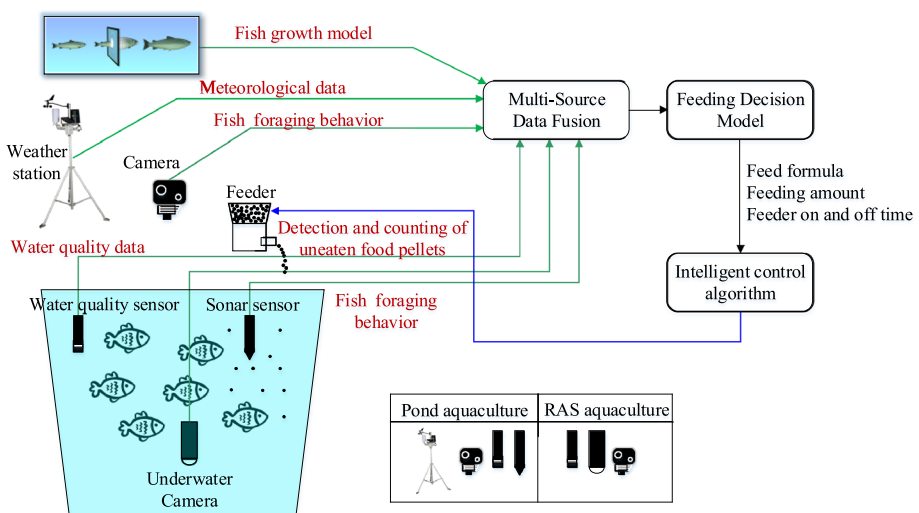 Fish growth model
Meteorological data
Fish foraging behavior
Weather
station
Camera
Feeder
Multi-Source
Data Fusion
Feeding Decision
Model
Feed formula
Feeding amount
Feeder on and off time
Intelligent control
algorithm
Water quality data
Detection and counting of
uneaten food pellets
Water quality sensor
Sonar sensor
Fish foraging
behavior
Underwater
Camera
Pond aquaculture
RAS aquaculture